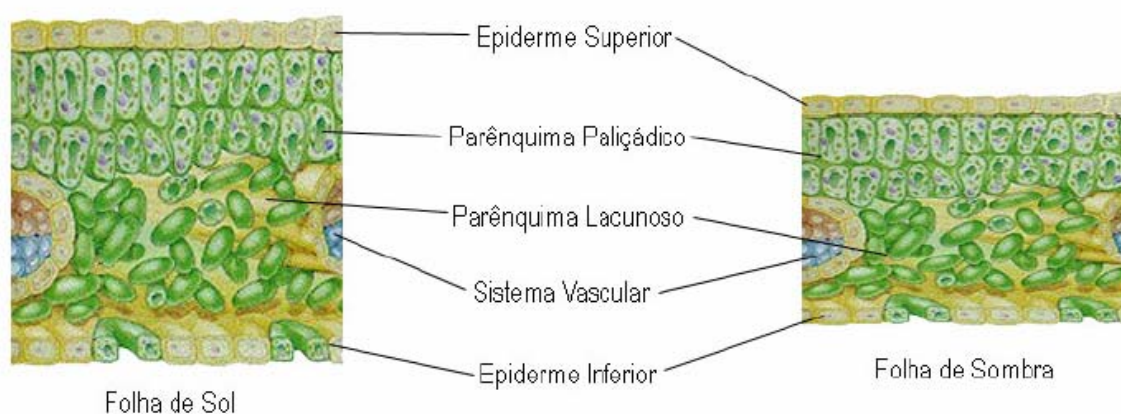 Epiderme Superior
Parênquima Paliçádico
Parênquima Lacunoso
Sistema Vascular
Epiderme Inferior
Folha de Sol
Folha de Sombra